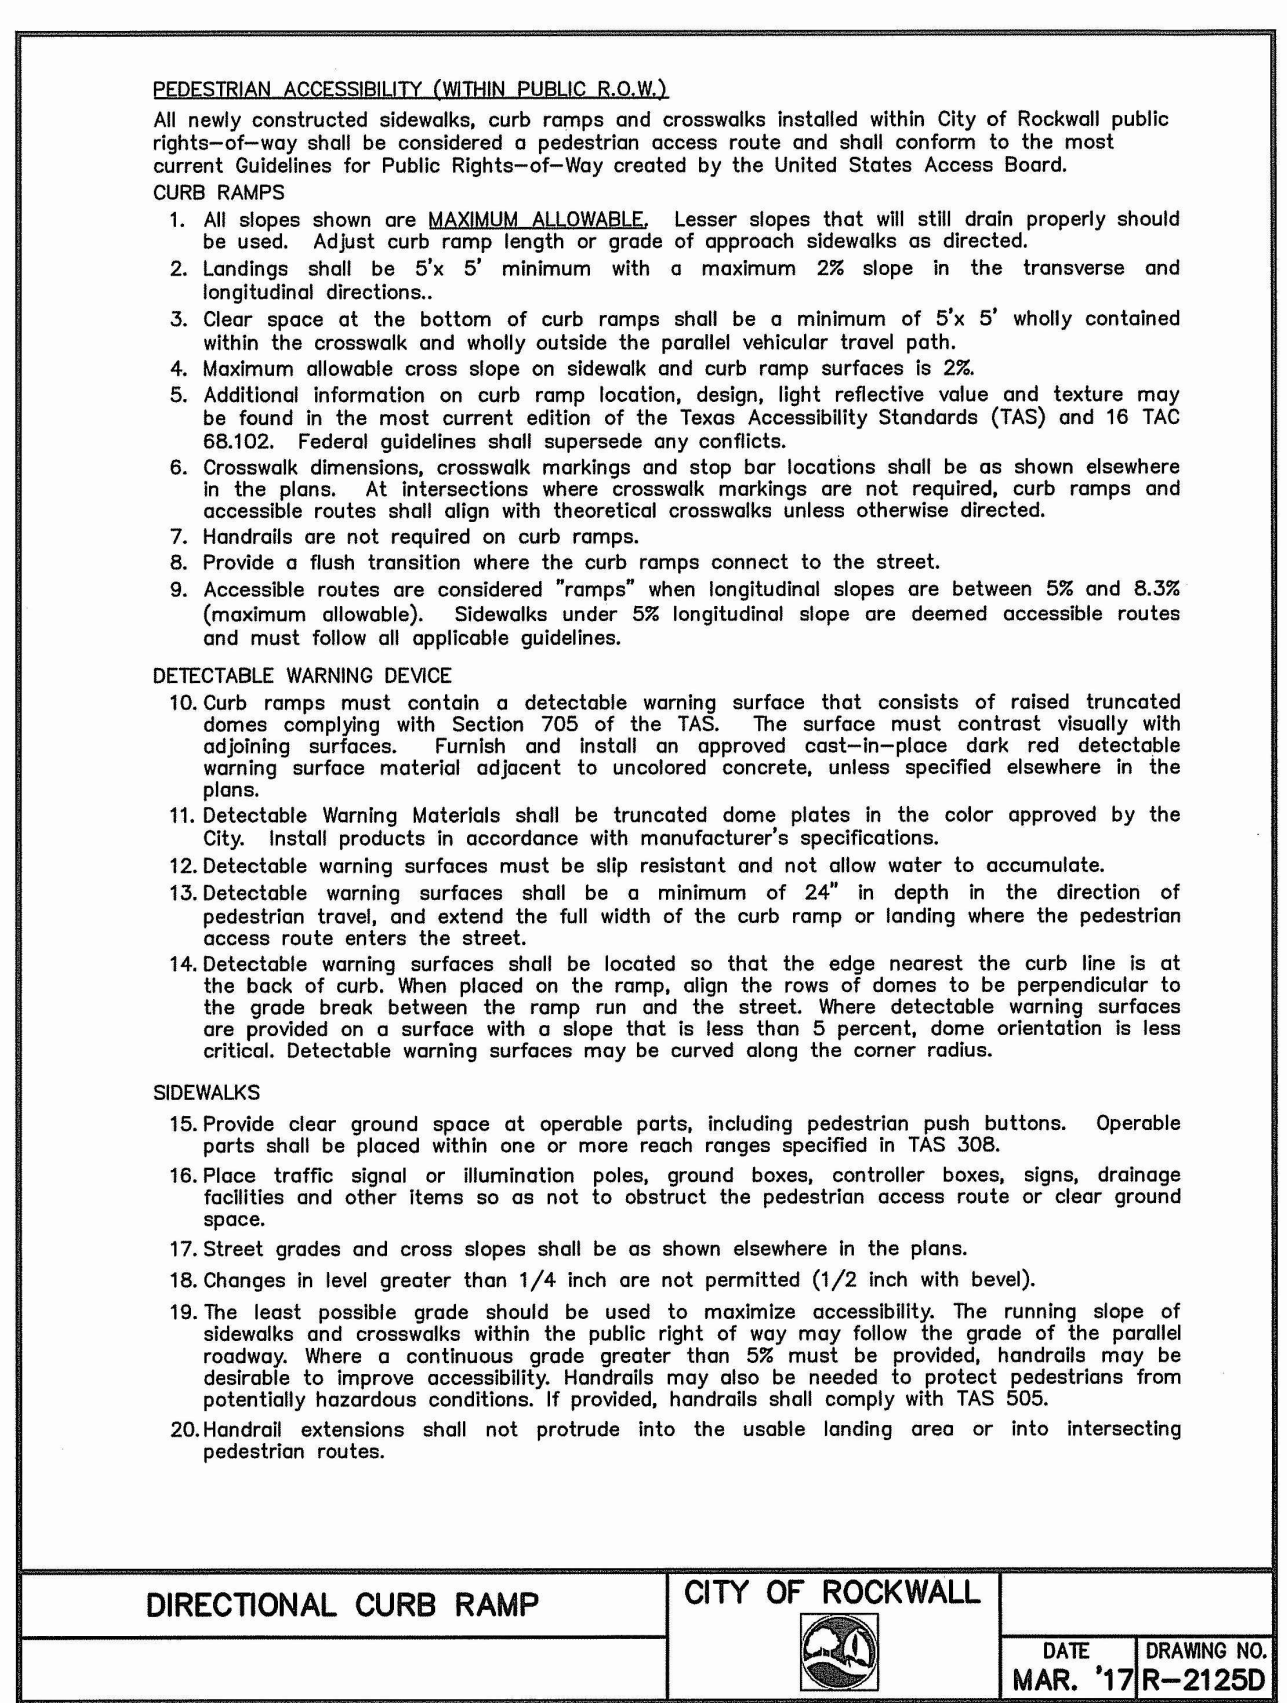 PEDESTRIAN ACCESSIBILITY (WITHIN PUBLIC R.O.W.)
All newly constructed sidewalks, curb ramps and crosswalks installed within City of Rockwall public
rights-of-way shall be considered a pedestrian access route and shall conform to the most
current Guidelines for Public Rights-of-Way created by the United States Access Board.
CURB RAMPS
1. All slopes shown are MAXIMUM ALLOWABLE. Lesser slopes that will still drain properly should
be used. Adjust curb ramp length or grade of approach sidewalks as directed.
2. Landings shall be 5'x 5' minimum with a maximum 2% slope in the transverse and
longitudinal directions..
3. Clear space at the bottom of curb ramps shall be a minimum of 5'x 5' wholly contained
within the crosswalk and wholly outside the parallel vehicular travel path.
4. Maximum allowable cross slope on sidewalk and curb ramp surfaces is 2%.
5. Additional information on curb ramp location, design, light reflective value and texture may
be found in the most current edition of the Texas Accessibility Standards (TAS) and 16 TAC
68.102. Federal guidelines shall supersede any conflicts.
6. Crosswalk dimensions, crosswalk markings and stop bar locations shall be as shown elsewhere
in the plans. At intersections where crosswalk markings are not required, curb ramps and
accessible routes shall align with theoretical crosswalks unless otherwise directed.
7. Handrails are not required on curb ramps.
8. Provide a flush transition where the curb ramps connect to the street.
9. Accessible routes are considered "ramps" when longitudinal slopes are between 5% and 8.3%
(maximum allowable). Sidewalks under 5% longitudinal slope are deemed accessible routes
and must follow all applicable guidelines.
DETECTABLE WARNING DEVICE
10. Curb ramps must contain a detectable warning surface that consists of raised truncated
domes complying with Section 705 of the TAS. The surface must contrast visually with
adjoining surfaces. Furnish and install an approved cast-in-place dark red detectable
warning surface material adjacent to uncolored concrete, unless specified elsewhere in the
plans.
11. Detectable Warning Materials shall be truncated dome plates in the color approved by the
City. Install products in accordance with manufacturer's specifications.
12. Detectable warning surfaces must be slip resistant and not allow water to accumulate.
13. Detectable warning surfaces shall be a minimum of 24" in depth in the direction of
pedestrian travel, and extend the full width of the curb ramp or landing where the pedestrian
access route enters the street.
14. Detectable warning surfaces shall be located so that the edge nearest the curb line is at
the back of curb. When placed on the ramp, align the rows of domes to be perpendicular to
the grade break between the ramp run and the street. Where detectable warning surfaces
are provided on a surface with a slope that is less than 5 percent, dome orientation is less
critical. Detectable warning surfaces may be curved along the corner radius.
SIDEWALKS
15. Provide clear ground space at operable parts, including pedestrian push buttons. Operable
parts shall be placed within one or more reach ranges specified in TAS 308.
16. Place traffic signal or illumination poles, ground boxes, controller boxes, signs, drainage
facilities and other items so as not to obstruct the pedestrian access route or clear ground
space.
17. Street grades and cross slopes shall be as shown elsewhere in the plans.
18. Changes in level greater than 1/4 inch are not permitted (1/2 inch with bevel).
19. The least possible grade should be used to maximize accessibility. The running slope of
sidewalks and crosswalks within the public right of way may follow the grade of the parallel
roadway. Where a continuous grade greater than 5% must be provided, handrails may be
desirable to improve accessibility. Handrails may also be needed to protect pedestrians from
potentially hazardous conditions. If provided, handrails shall comply with TAS 505.
20. Handrail extensions shall not protrude into the usable landing area or into intersecting
pedestrian routes.
DIRECTIONAL CURB RAMP
CITY OF ROCKWALL
DATE
MAR. '17
DRAWING NO.
R-2125D